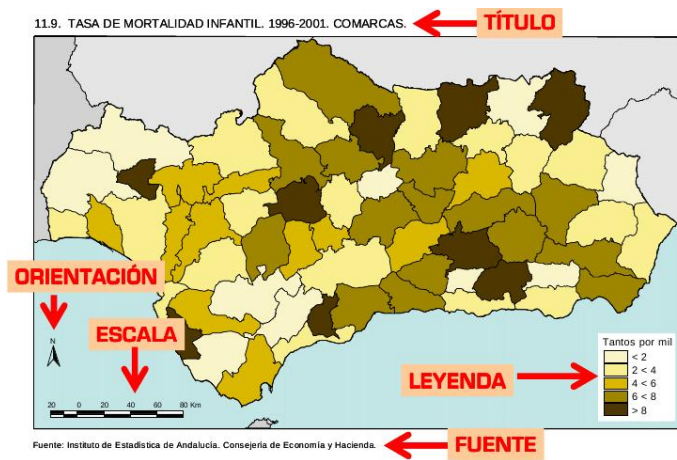 11.9. TASA DE MORTALIDAD INFANTIL. 1996-2001. COMARCAS.
TÍTULO
ORIENTACIÓN
N
ESCALA
20 0 20 40 60 80 Km
LEYENDA
Tantos por mil
< 2
2 < 4
4 < 6
6 < 8
> 8
Fuente: Instituto de Estadística de Andalucía. Consejería de Economía y Hacienda.
FUENTE